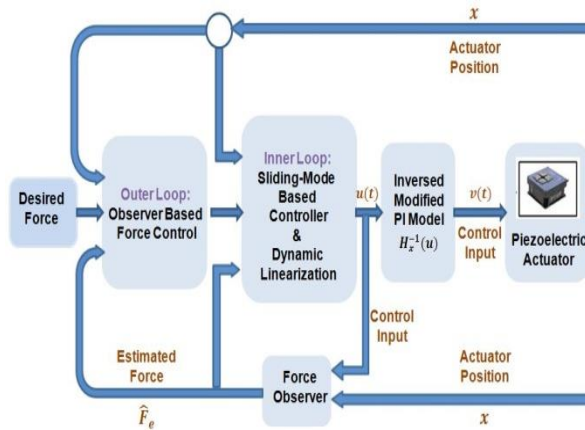 x
Actuator
Position
Desired
Force
Outer Loop:
Observer Based
Force Control
Inner Loop:
Sliding-Mode
Based
Controller
&
Dynamic
Linearization
u(t)
Inversed
Modified
PI Model
H_x^{-1}(u)
v(t)
Control
Input
Piezoelectric
Actuator
Control
Input
Estimated
Force
F̂_e
Force
Observer
Actuator
Position
x